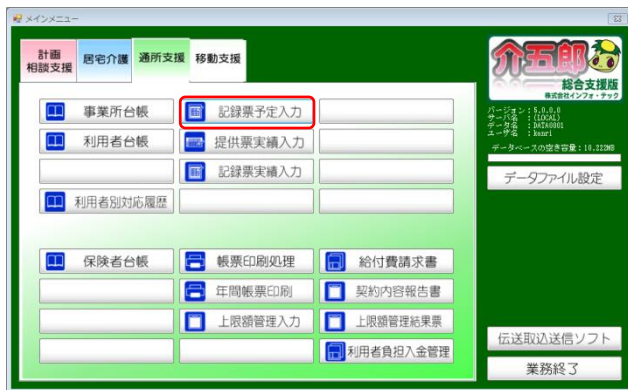 メインメニュー
計画
相談支援
居宅介護
通所支援
移動支援
事業所台帳
記録票予定入力
利用者台帳
提供票実績入力
記録票実績入力
利用者別対応履歴
保険者台帳
帳票印刷処理
給付費請求書
年間帳票印刷
契約内容報告書
上限額管理入力
上限額管理結果票
利用者負担入金管理
介五郎
総合支援版
株式会社インフォ・テック
バージョン：5.0.0.0
サーバ名　：(LOCAL)
データ名　：DATA0901
ユーザ名　：kanri
データベースの空き容量：10.222MB
データファイル設定
伝送取込送信ソフト
業務終了